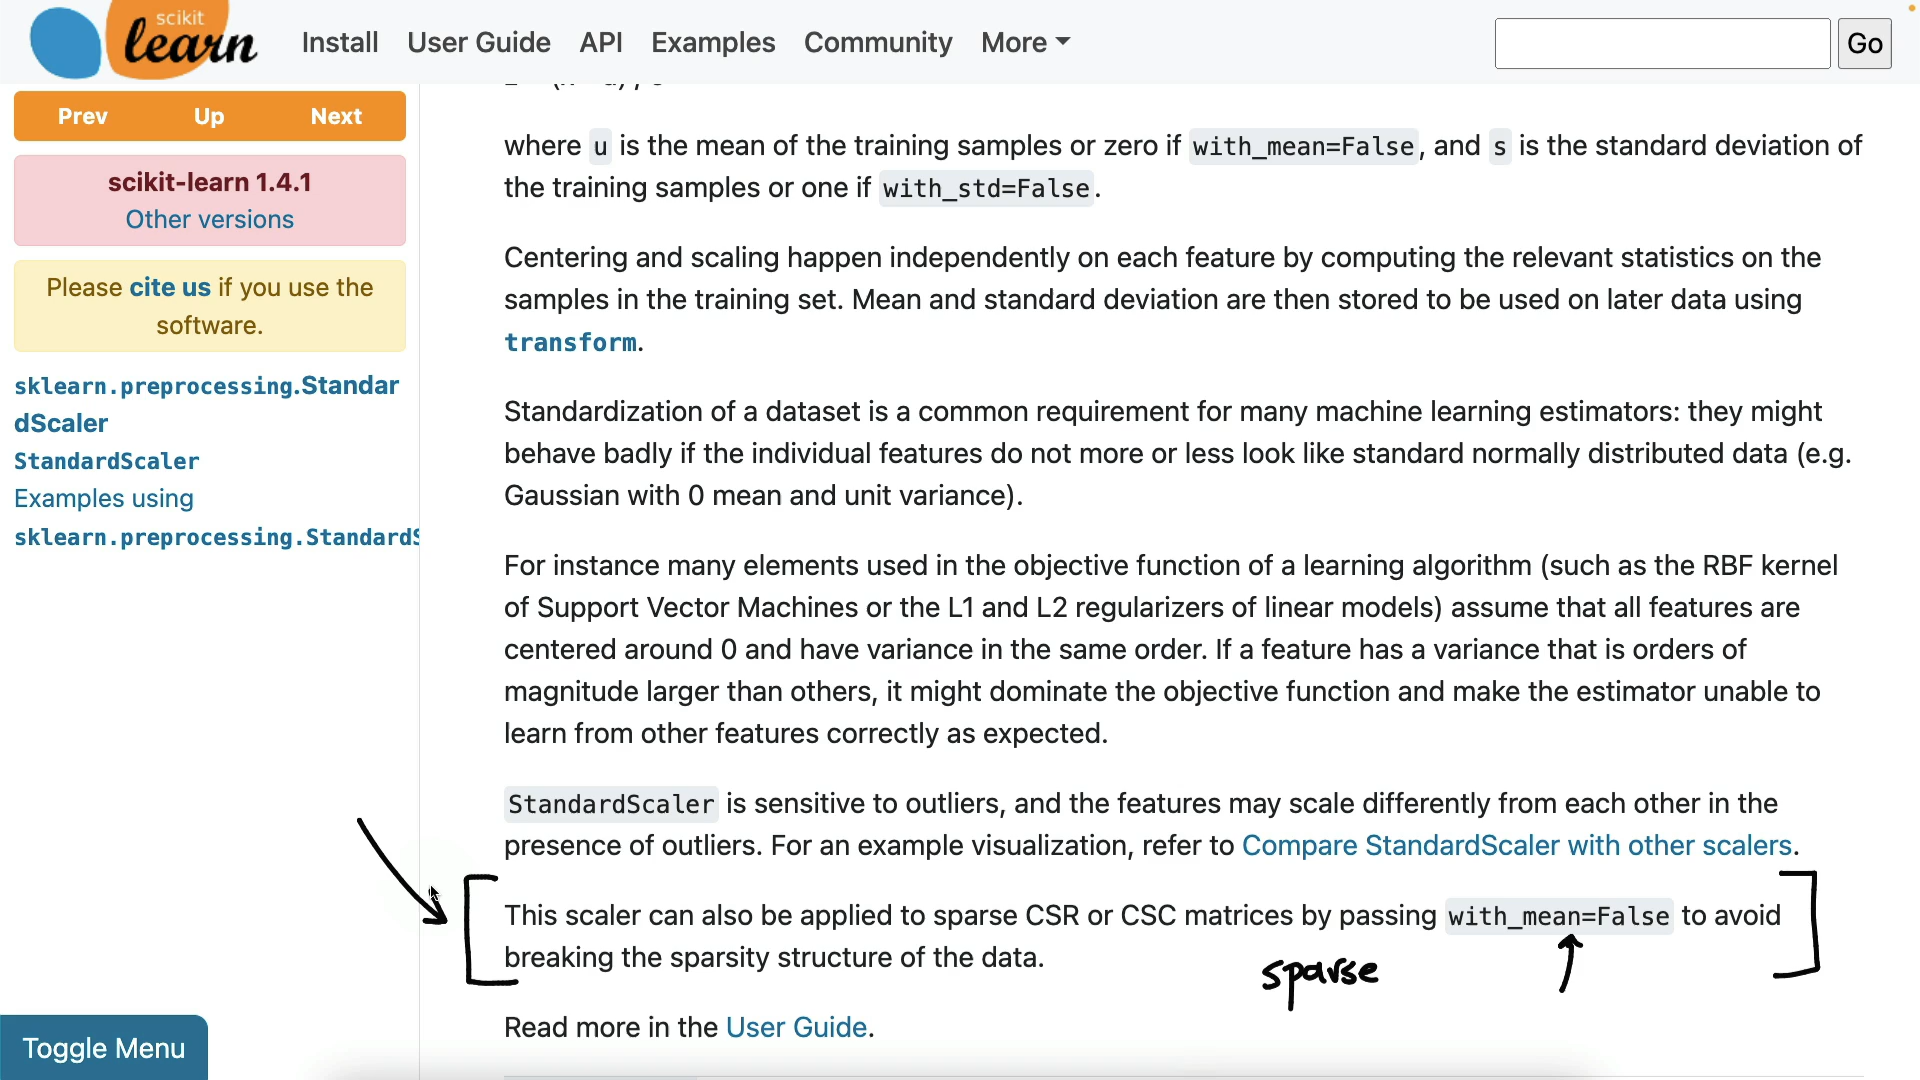 scikit
learn
Install User Guide API Examples Community More
Go
Prev Up Next
scikit-learn 1.4.1
Other versions
Please cite us if you use the
software.
sklearn.preprocessing.Standar
dScaler
StandardScaler
Examples using
sklearn.preprocessing.StandardS
where u is the mean of the training samples or zero if with_mean=False, and s is the standard deviation of
the training samples or one if with_std=False.
Centering and scaling happen independently on each feature by computing the relevant statistics on the
samples in the training set. Mean and standard deviation are then stored to be used on later data using
transform.
Standardization of a dataset is a common requirement for many machine learning estimators: they might
behave badly if the individual features do not more or less look like standard normally distributed data (e.g.
Gaussian with 0 mean and unit variance).
For instance many elements used in the objective function of a learning algorithm (such as the RBF kernel
of Support Vector Machines or the L1 and L2 regularizers of linear models) assume that all features are
centered around 0 and have variance in the same order. If a feature has a variance that is orders of
magnitude larger than others, it might dominate the objective function and make the estimator unable to
learn from other features correctly as expected.
StandardScaler is sensitive to outliers, and the features may scale differently from each other in the
presence of outliers. For an example visualization, refer to Compare StandardScaler with other scalers.
This scaler can also be applied to sparse CSR or CSC matrices by passing with_mean=False to avoid
breaking the sparsity structure of the data.
sparse
Read more in the User Guide.
Toggle Menu